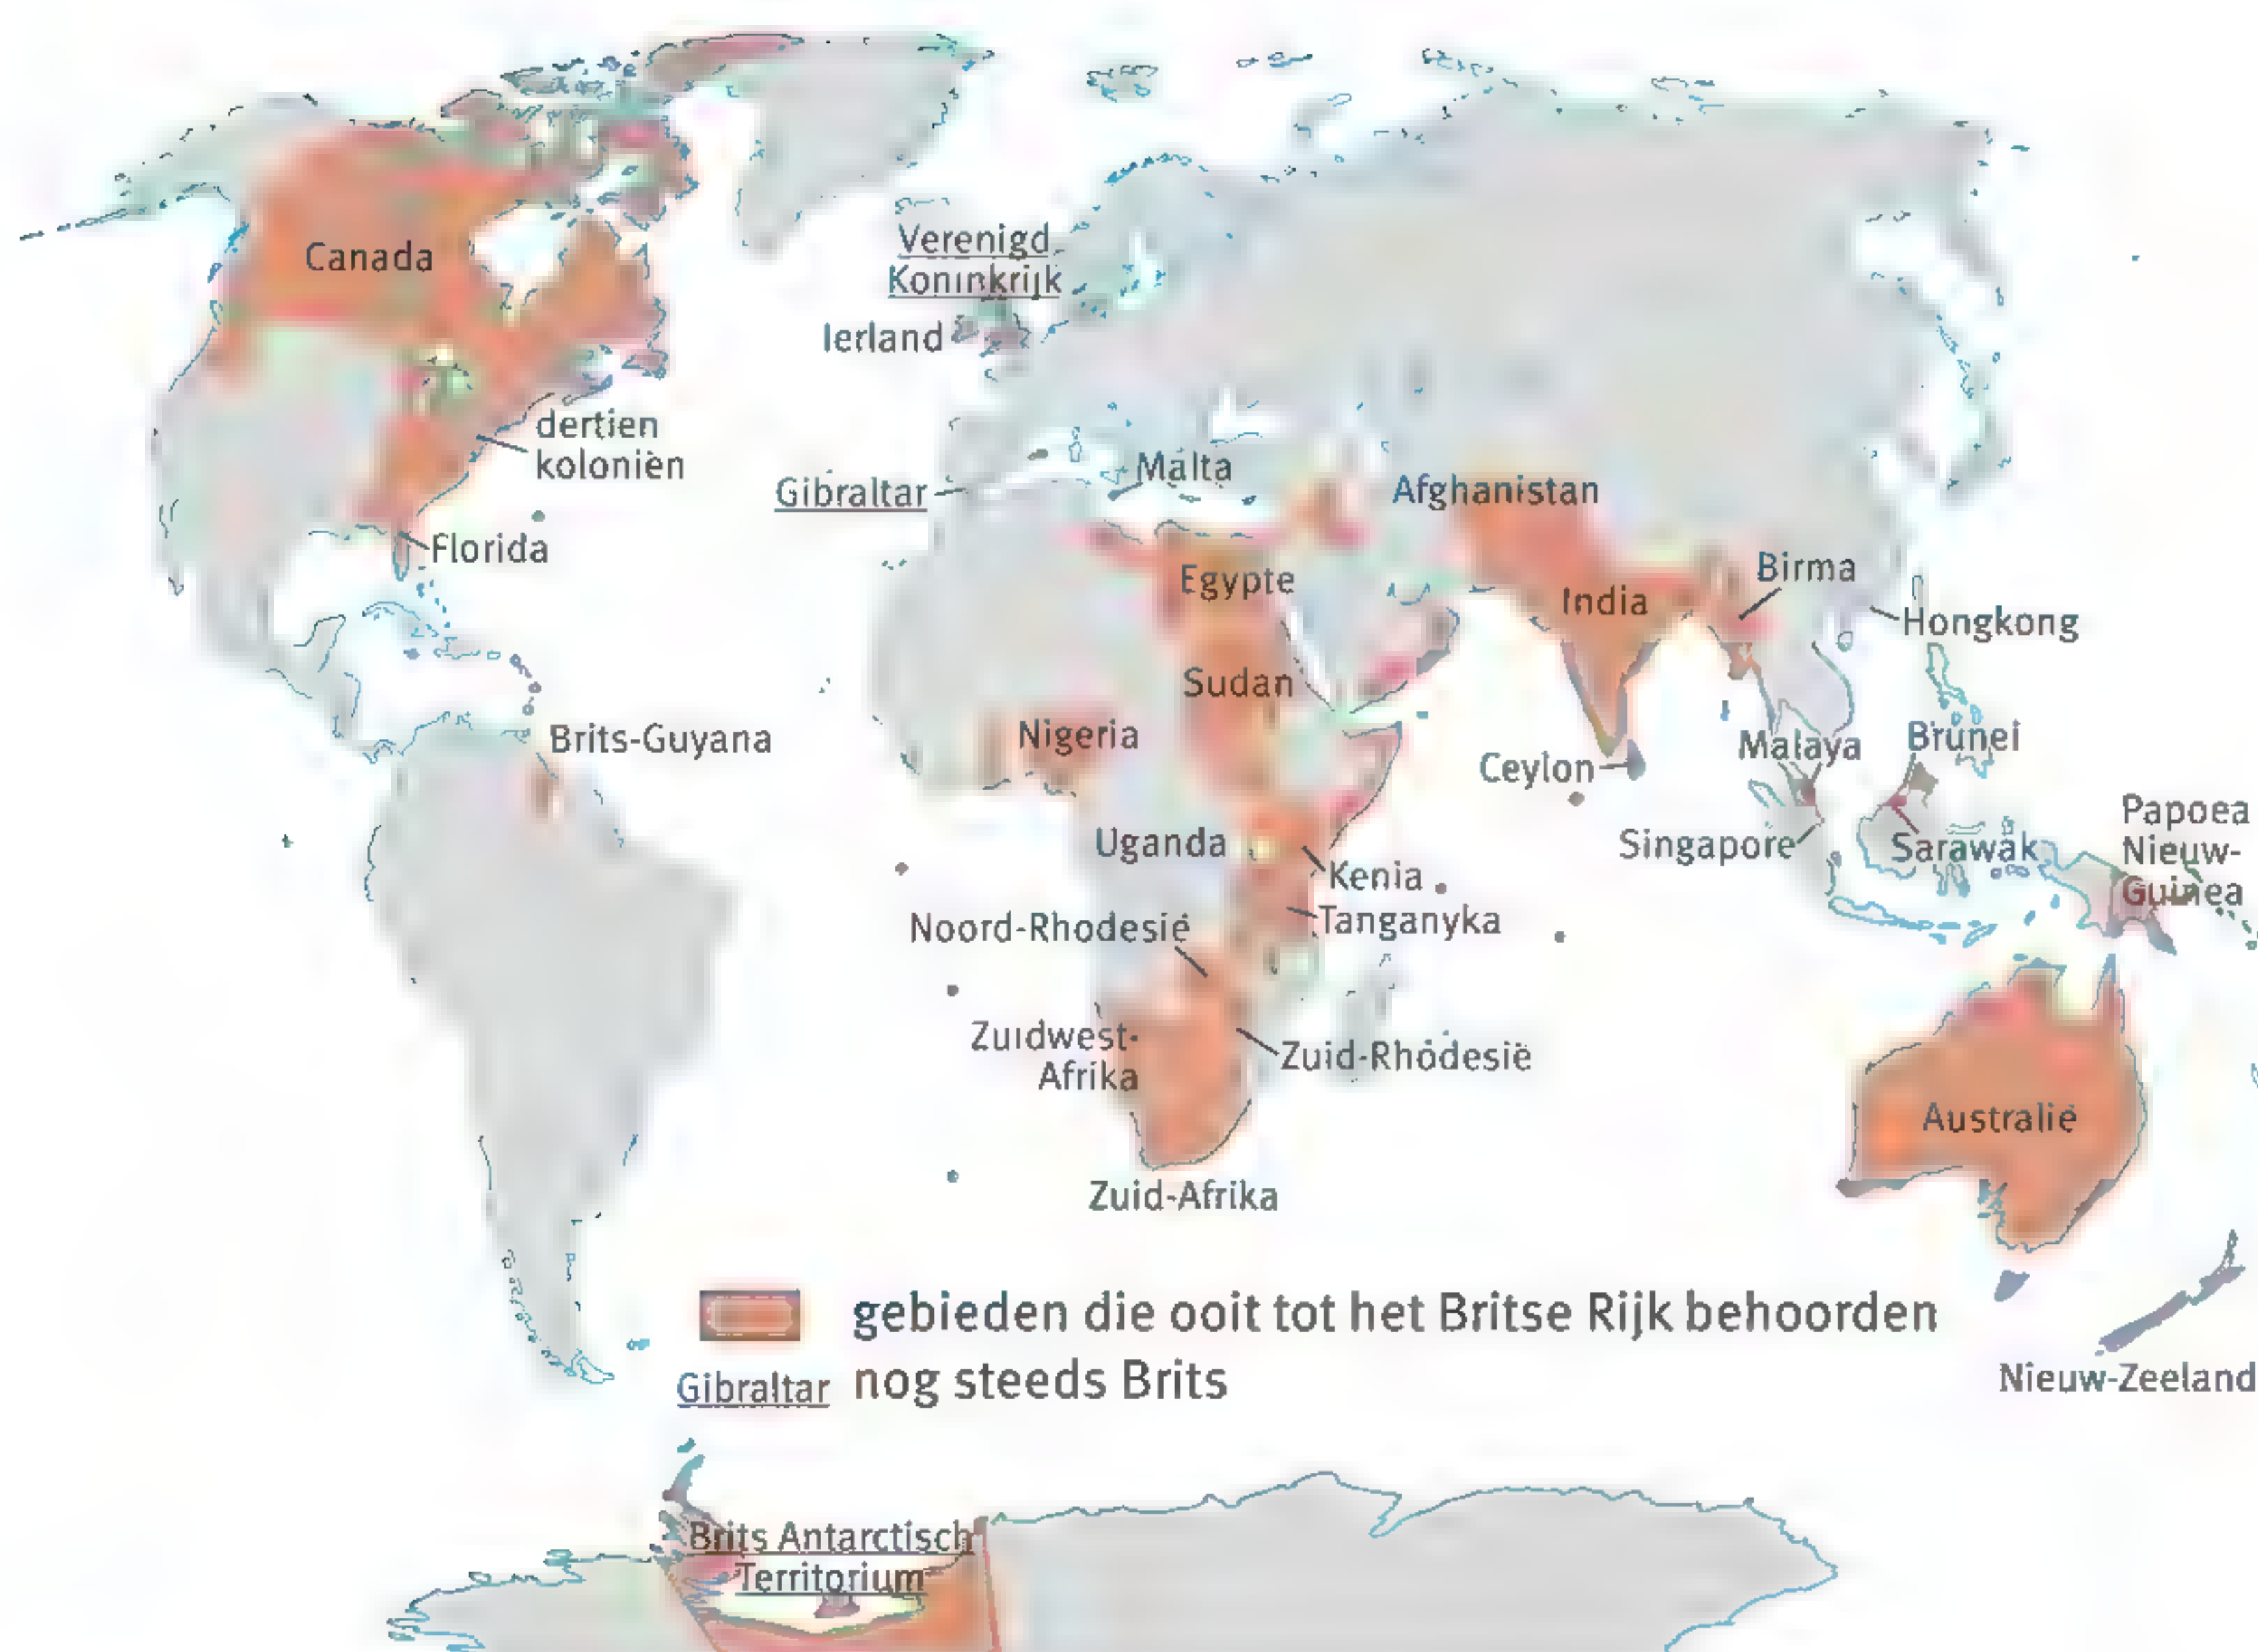 Canada
Verenigd
Koninkrijk
Ierland
dertien
koloniën
Gibraltar
Malta
Afghanistan
Florida
Egypte
India
Birma
Hongkong
Sudan
Nigeria
Brits-Guyana
Ceylon
Malaya
Brunei
Singapore
Sarawak
Papoea
Nieuw-
Guinea
Uganda
Kenia
Tanganyka
Noord-Rhodesië
Zuidwest-
Afrika
Zuid-Rhodesië
Australië
Zuid-Afrika
gebieden die ooit tot het Britse Rijk behoorden
Gibraltar nog steeds Brits
Nieuw-Zeeland
Brits Antarctisch
Territorium